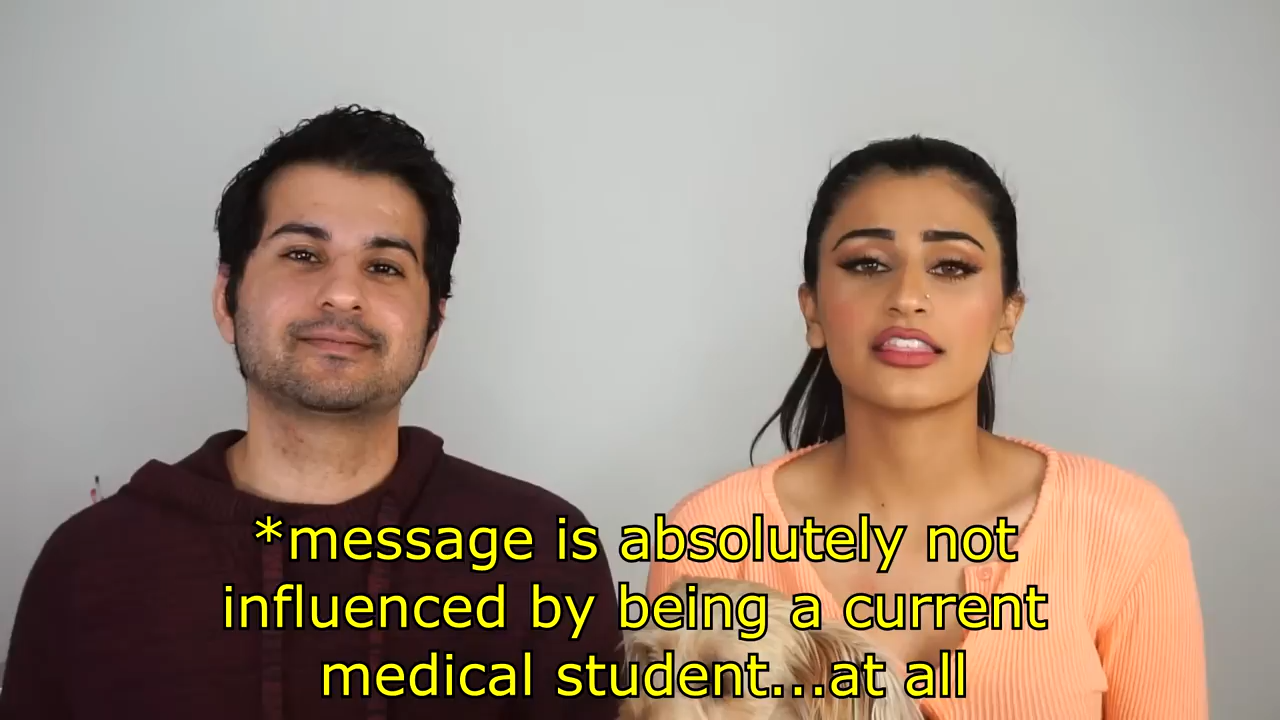 *message is absolutely not
influenced by being a current
medical student...at all